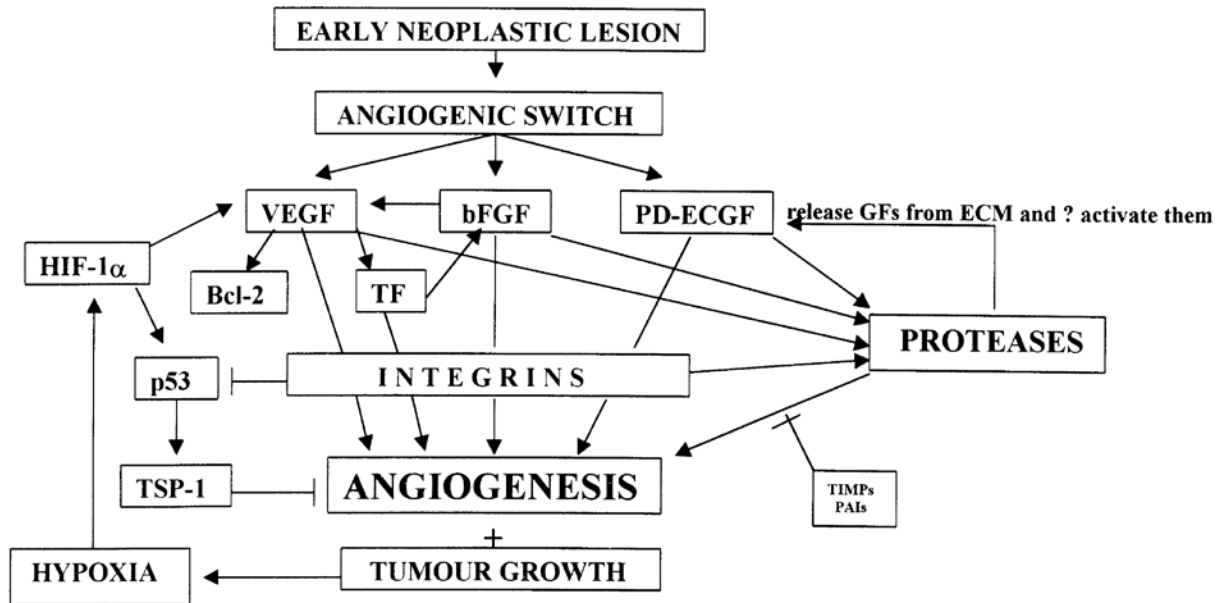 EARLY NEOPLASTIC LESION
ANGIOGENIC SWITCH
VEGF
bFGF
PD-ECGF
release GFs from ECM and ? activate them
HIF-1α
Bcl-2
TF
PROTEASES
p53
INTEGRINS
TSP-1
ANGIOGENESIS
TIMPs
PAIs
+
HYPOXIA
TUMOUR GROWTH